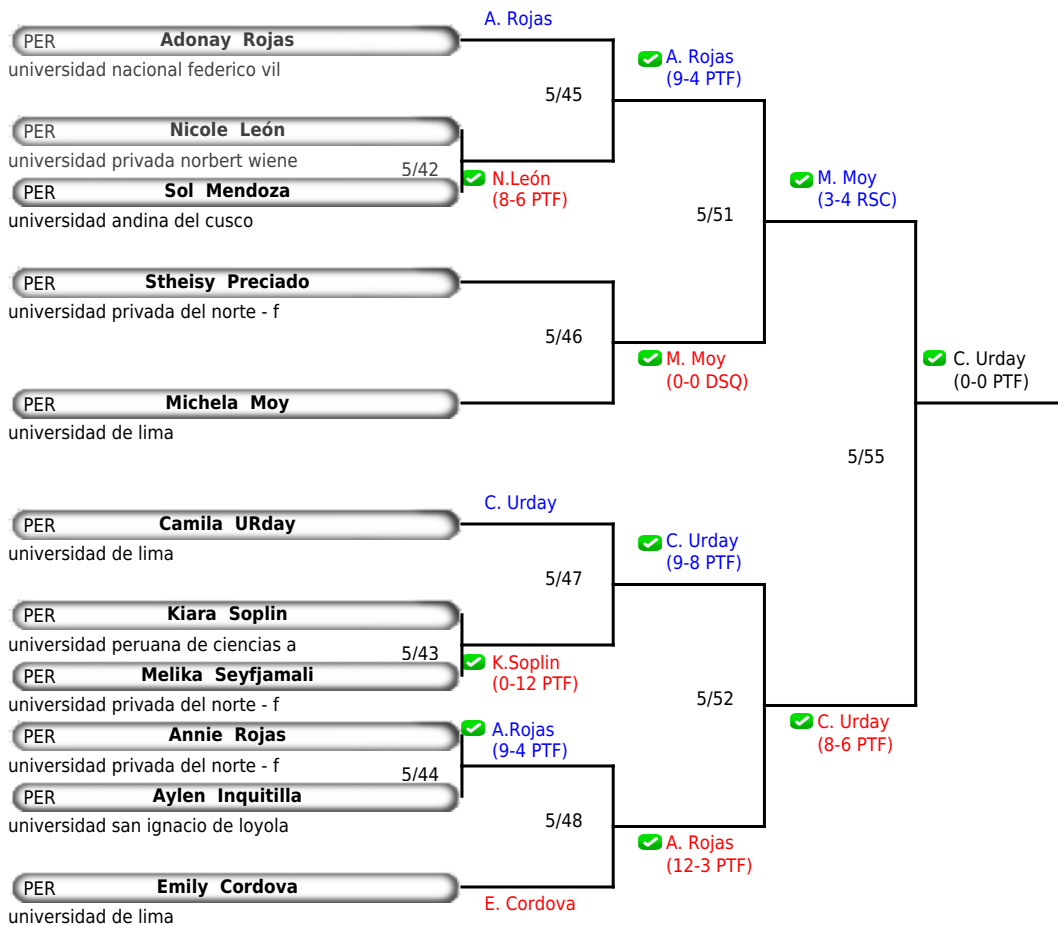 A. Rojas
PER Adonay Rojas
universidad nacional federico vil
5/45
A. Rojas
(9-4 PTF)
PER Nicole León
universidad privada norbert wiene
5/42
N.León
(8-6 PTF)
PER Sol Mendoza
universidad andina del cusco
5/51
M. Moy
(3-4 RSC)
PER Stheisy Preciado
universidad privada del norte - f
5/46
M. Moy
(0-0 DSQ)
PER Michela Moy
universidad de lima
5/55
C. Urday
(0-0 PTF)
C. Urday
PER Camila URday
universidad de lima
5/47
C. Urday
(9-8 PTF)
PER Kiara Soplin
universidad peruana de ciencias a
5/43
K.Soplin
(0-12 PTF)
PER Melika Seyfjamali
universidad privada del norte - f
5/52
C. Urday
(8-6 PTF)
PER Annie Rojas
A.Rojas
(9-4 PTF)
universidad privada del norte - f
5/44
PER Aylen Inquitilla
universidad san ignacio de loyola
5/48
A. Rojas
(12-3 PTF)
PER Emily Cordova
E. Cordova
universidad de lima